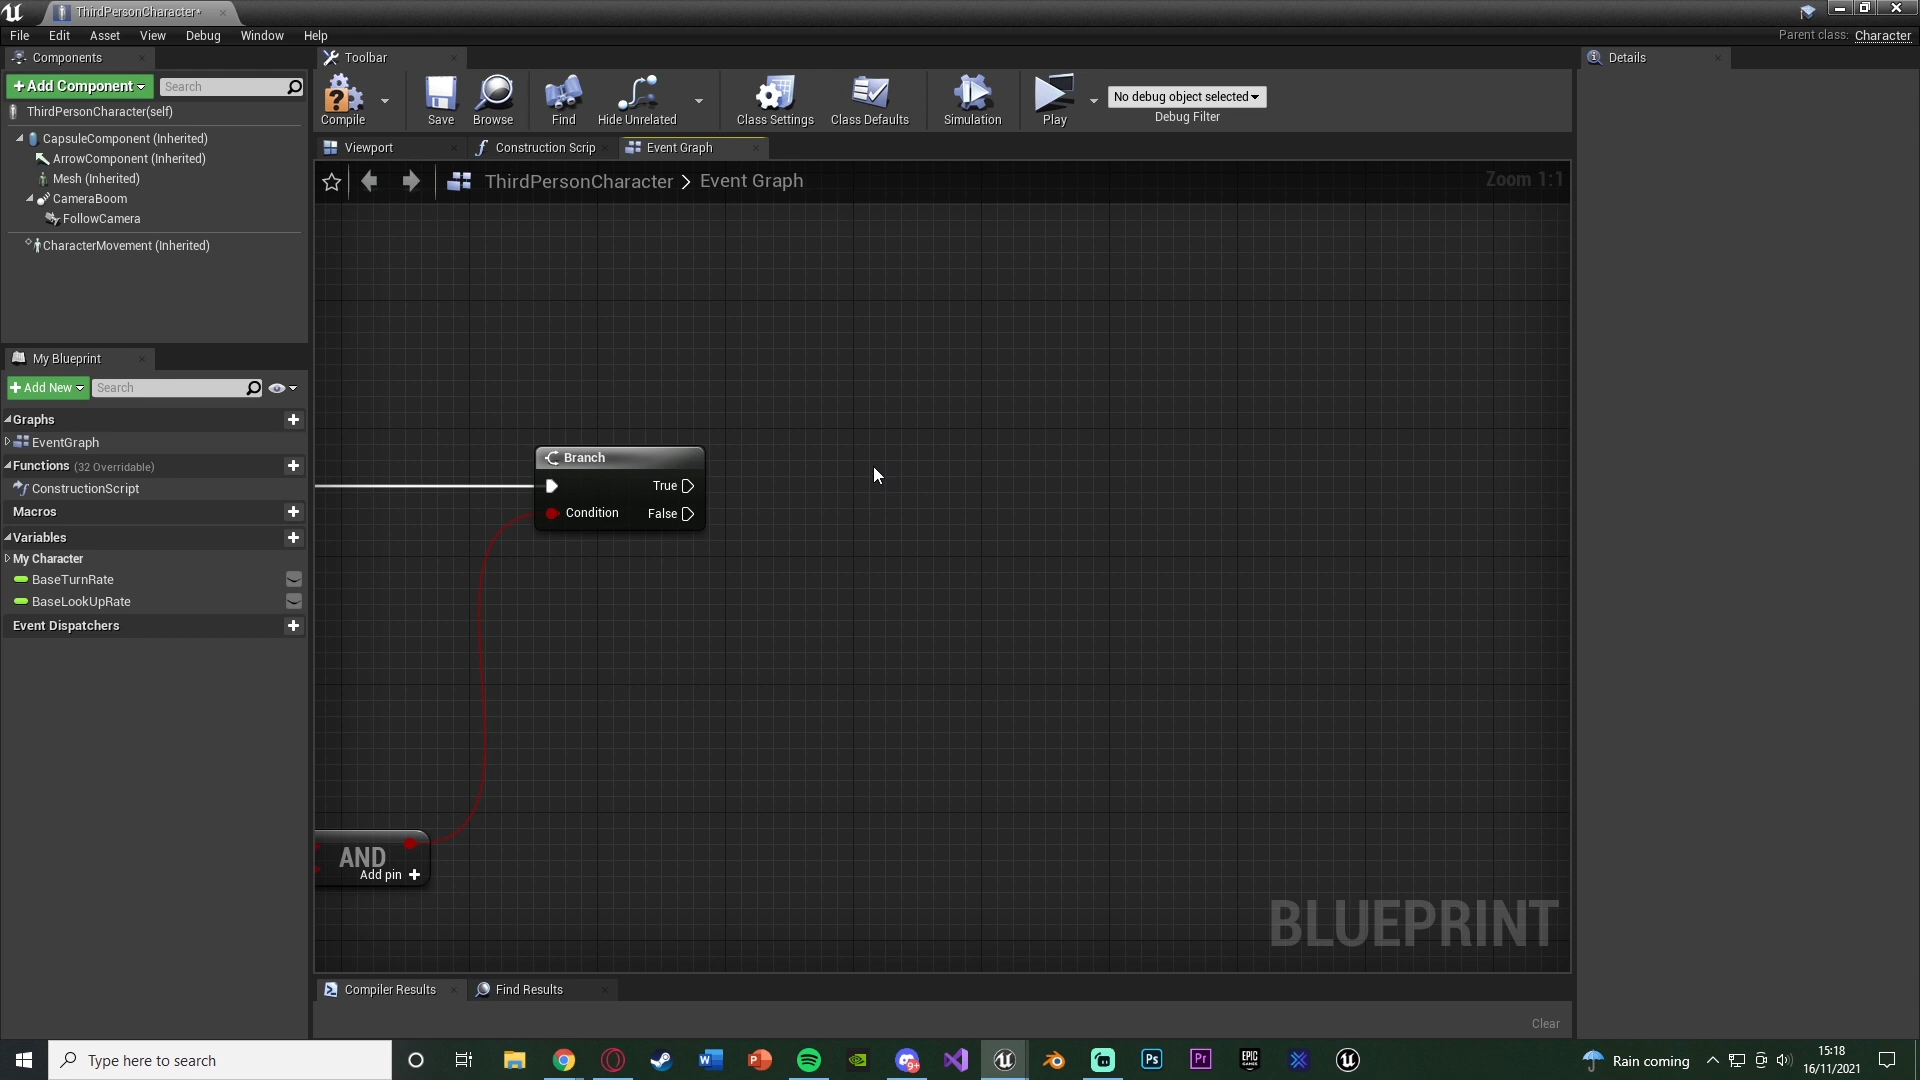 ThirdPersonCharacter*
File Edit Asset View Debug Window Help
Parent class: Character
Components
Toolbar
Details
+Add Component
Search
Compile
Save
Browse
Find
Hide Unrelated
Class Settings
Class Defaults
Simulation
Play
No debug object selected
Debug Filter
ThirdPersonCharacter(self)
CapsuleComponent (Inherited)
ArrowComponent (Inherited)
Mesh (Inherited)
CameraBoom
FollowCamera
CharacterMovement (Inherited)
Viewport
Construction Scrip
Event Graph
ThirdPersonCharacter > Event Graph
Zoom 1:1
My Blueprint
+Add New
Search
Graphs
EventGraph
Functions (32 Overridable)
ConstructionScript
Macros
Variables
My Character
BaseTurnRate
BaseLookUpRate
Event Dispatchers
Branch
True
Condition
False
AND
Add pin +
BLUEPRINT
Compiler Results
Find Results
Clear
Type here to search
9+
Ps
Pr
EPIC GAMES
Rain coming
15:18
16/11/2021